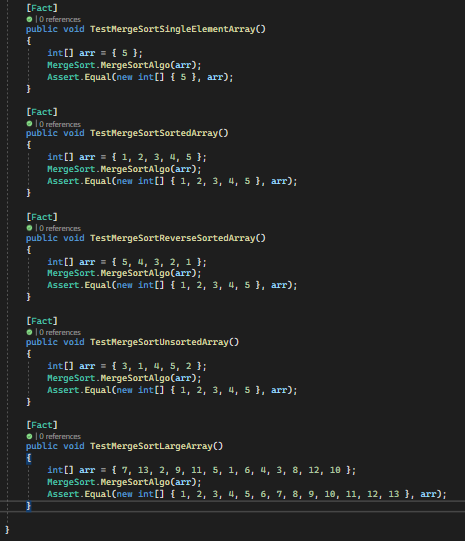 [Fact]
| 0 references
public void TestMergeSortSingleElementArray()
{
int[] arr = { 5 };
MergeSort.MergeSortAlgo(arr);
Assert.Equal(new int[] { 5 }, arr);
}
[Fact]
| 0 references
public void TestMergeSortSortedArray()
{
int[] arr = { 1, 2, 3, 4, 5 };
MergeSort.MergeSortAlgo(arr);
Assert.Equal(new int[] { 1, 2, 3, 4, 5 }, arr);
}
[Fact]
| 0 references
public void TestMergeSortReverseSortedArray()
{
int[] arr = { 5, 4, 3, 2, 1 };
MergeSort.MergeSortAlgo(arr);
Assert.Equal(new int[] { 1, 2, 3, 4, 5 }, arr);
}
[Fact]
| 0 references
public void TestMergeSortUnsortedArray()
{
int[] arr = { 3, 1, 4, 5, 2 };
MergeSort.MergeSortAlgo(arr);
Assert.Equal(new int[] { 1, 2, 3, 4, 5 }, arr);
}
[Fact]
| 0 references
public void TestMergeSortLargeArray()
{
int[] arr = { 7, 13, 2, 9, 11, 5, 1, 6, 4, 3, 8, 12, 10 };
MergeSort.MergeSortAlgo(arr);
Assert.Equal(new int[] { 1, 2, 3, 4, 5, 6, 7, 8, 9, 10, 11, 12, 13 }, arr);
}
}